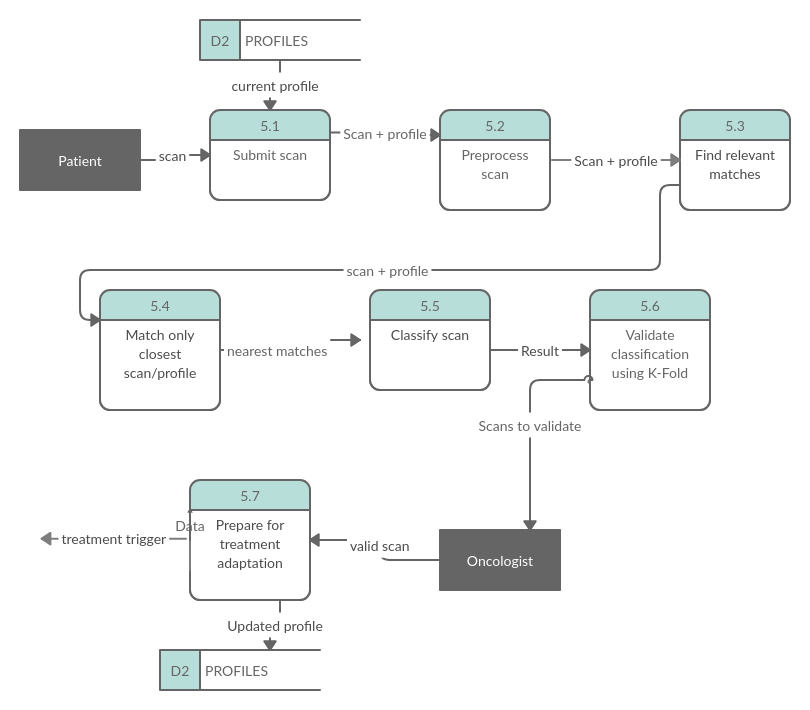 D2 PROFILES
current profile
5.1
Submit scan
Scan + profile
5.2
Preprocess
scan
Scan + profile
5.3
Find relevant
matches
Patient
scan
scan + profile
5.4
Match only
closest
scan/profile
nearest matches
5.5
Classify scan
Result
5.6
Validate
classification
using K-Fold
Scans to validate
Oncologist
valid scan
5.7
Data
Prepare for
treatment
adaptation
treatment trigger
Updated profile
D2 PROFILES